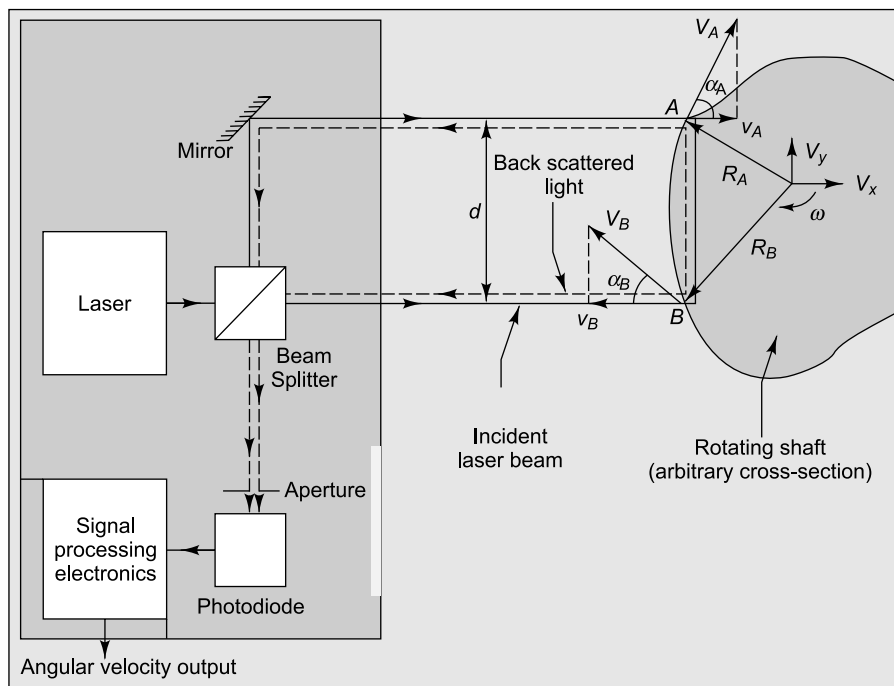 V_A
α_A
A
v_A
Mirror
Back scattered
light
V_y
R_A
V_x
d
V_B
ω
R_B
Laser
α_B
v_B
B
Beam
Splitter
Incident
laser beam
Rotating shaft
(arbitrary cross-section)
Aperture
Signal
processing
electronics
Photodiode
Angular velocity output